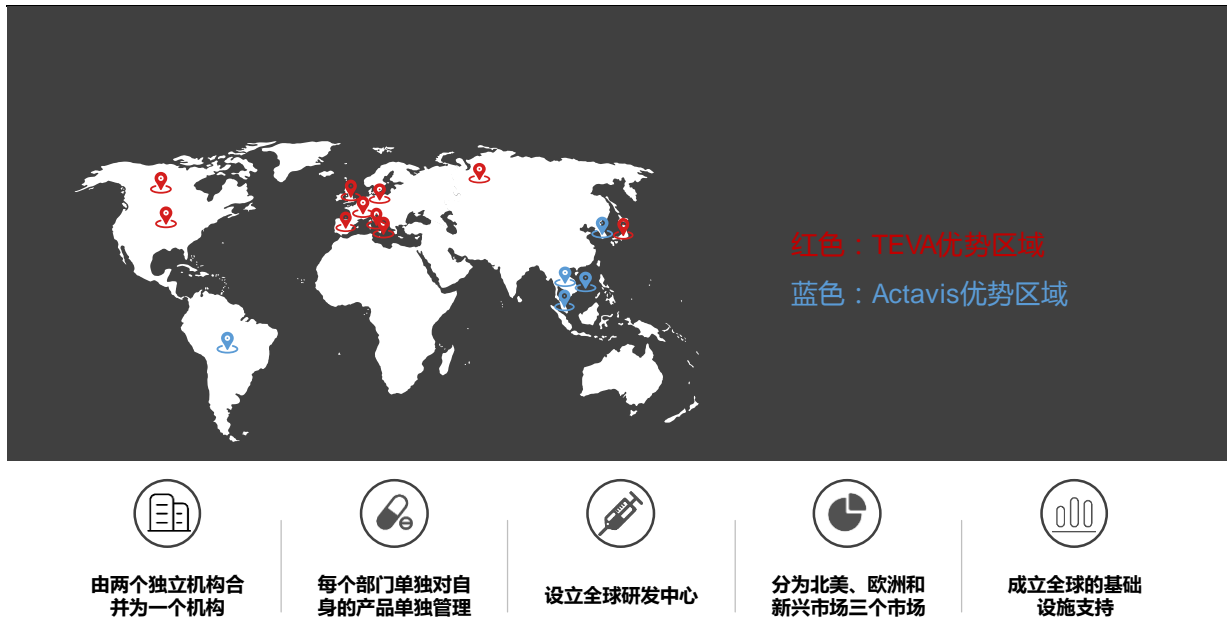 红色：TEVA优势区域
蓝色：Actavis优势区域
由两个独立机构合
并为一个机构
每个部门单独对自
身的产品单独管理
设立全球研发中心
分为北美、欧洲和
新兴市场三个市场
成立全球的基础
设施支持